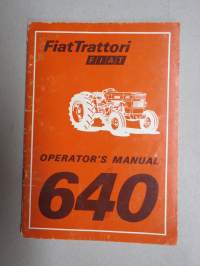 FiatTrattori
FIAT
OPERATOR'S MANUAL
640